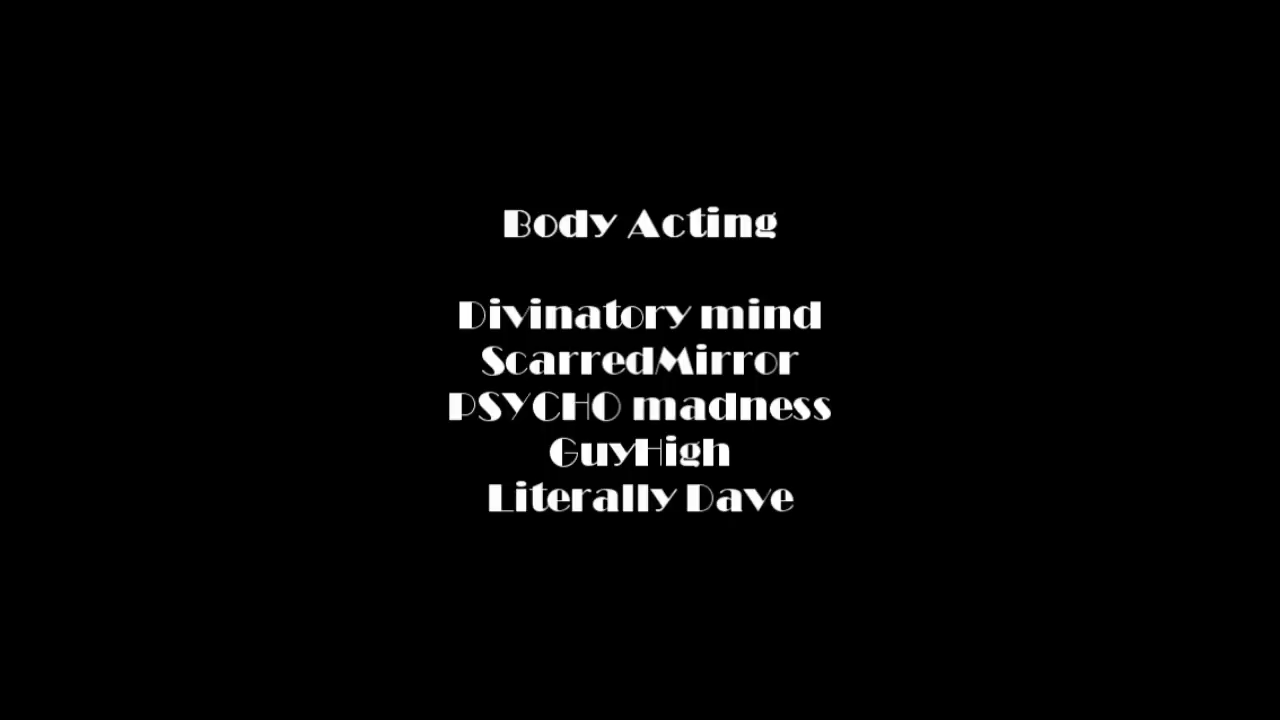 Body Acting
Divinatory mind
ScarredMirror
PSYCHO madness
GuyHigh
Literally Dave